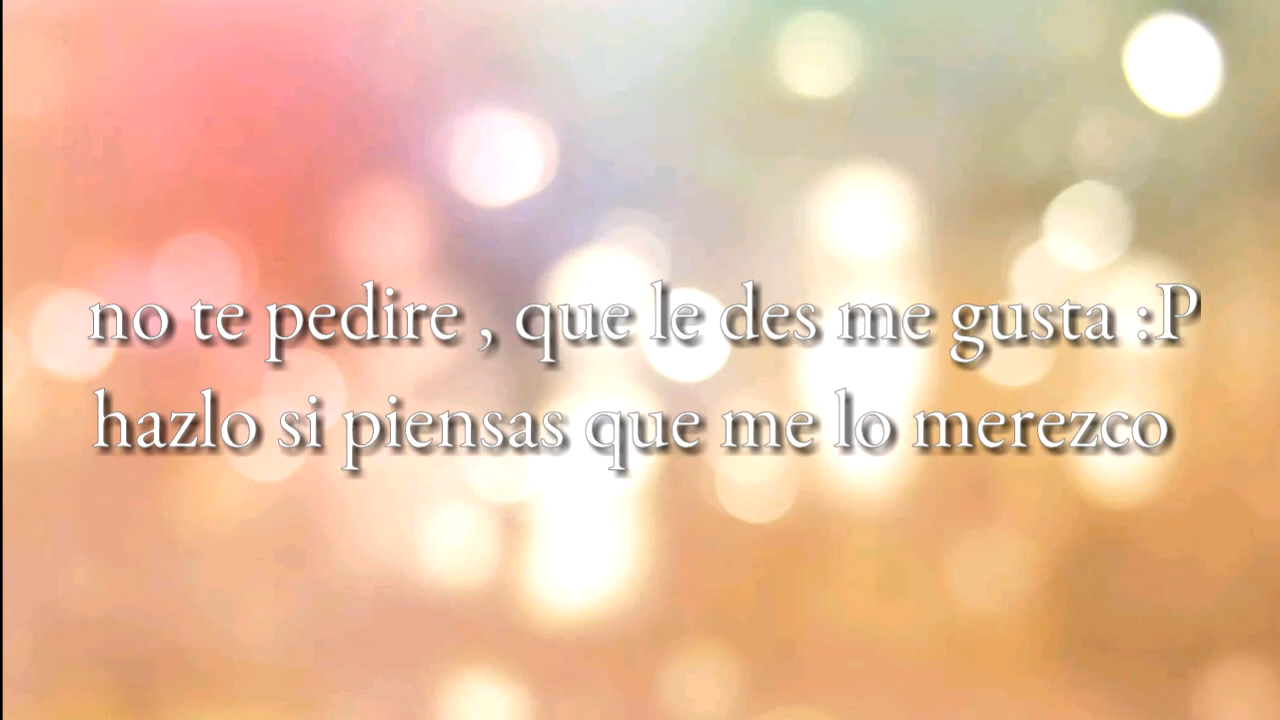 no te pedire , que le des me gusta :P
hazlo si piensas que me lo merezco